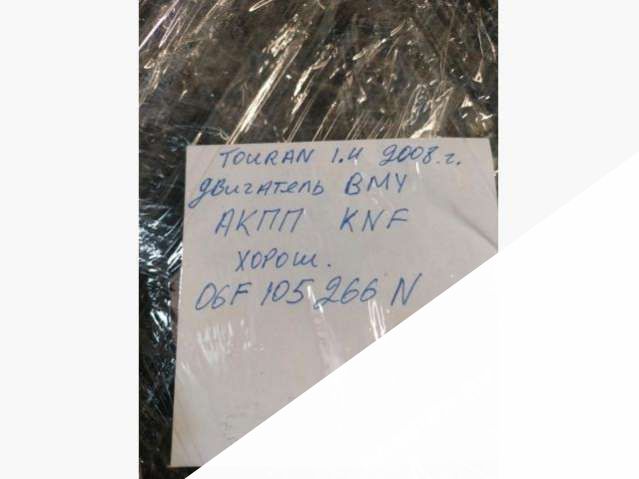 TOURAN 1.4 2008.г.
двигатель BMY
АКПП KNF
ХОРОШ.
06F 105 266 N